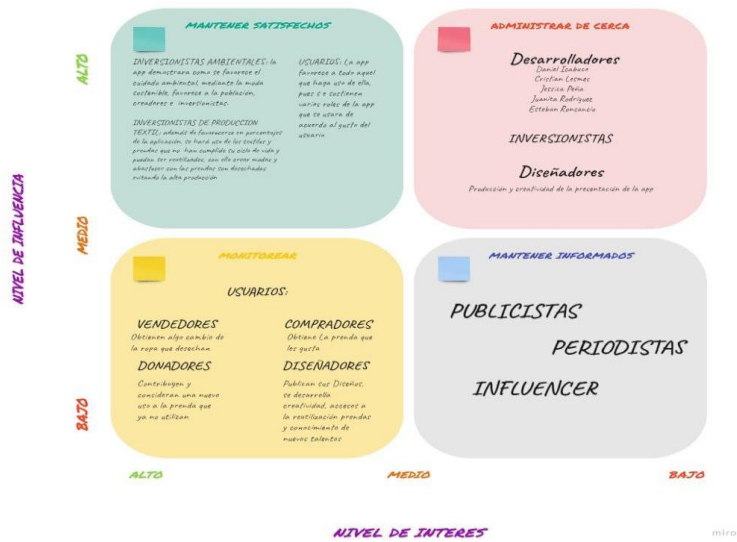 MANTENER SATISFECHOS
INVERSIONISTAS AMBIENTALES: la
app demostrara como se favorece el
cuidado ambiental, mediante la moda
sostenible, favorece a la población,
creadores e inversionistas.
INVERSIONISTAS DE PRODUCCION
TEXTIL: además de favorecerse en porcentajes
de la aplicación, se hará uso de los textiles y
prendas que no han cumplido su ciclo de vida y
puedan ser reutilizados, con ello crear modas y
abastecer con las prendas son desechadas
evitando la alta producción
USUARIOS: La app
favorece a todo aquel
que haga uso de ella,
pues s e sostienen
varios roles de la app
que se usara de
acuerdo al gusto del
usuario
ADMINISTRAR DE CERCA
Desarrolladores
Daniel
Cristian Lesmes
Jessica Peña
Juanita Rodríguez
Esteban Roncancio
INVERSIONISTAS
Diseñadores
Producción y creatividad de la presentación de la app
ALTO
MEDIO
BAJO
NIVEL DE INFLUENCIA
MONITOREAR
USUARIOS:
VENDEDORES
Obtienen algo cambio de
la ropa que desechan
DONADORES
Contribuyen y
consideran una nueva
uso a la prenda que
ya no utilizan
COMPRADORES
Obtiene La prenda que
les gusta
DISEÑADORES
Publican sus Diseños,
se desarrolla
creatividad, accesos a
la reutilización prendas
y conocimiento de
nuevos talentos
MANTENER INFORMADOS
PUBLICISTAS
PERIODISTAS
INFLUENCER
ALTO
MEDIO
BAJO
NIVEL DE INTERES
miro